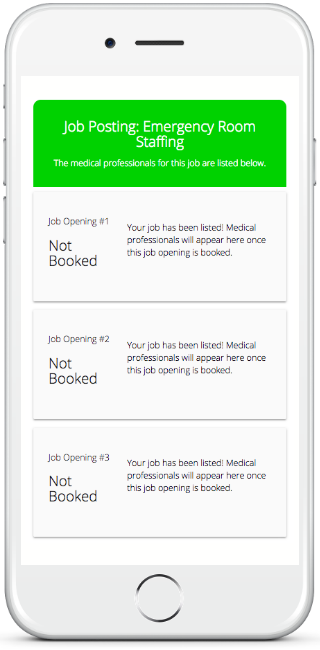 Job Posting: Emergency Room
Staffing
The medical professionals for this job are listed below.
Job Opening #1
Not
Booked
Your job has been listed! Medical
professionals will appear here once
this job opening is booked.
Job Opening #2
Not
Booked
Your job has been listed! Medical
professionals will appear here once
this job opening is booked.
Job Opening #3
Not
Booked
Your job has been listed! Medical
professionals will appear here once
this job opening is booked.